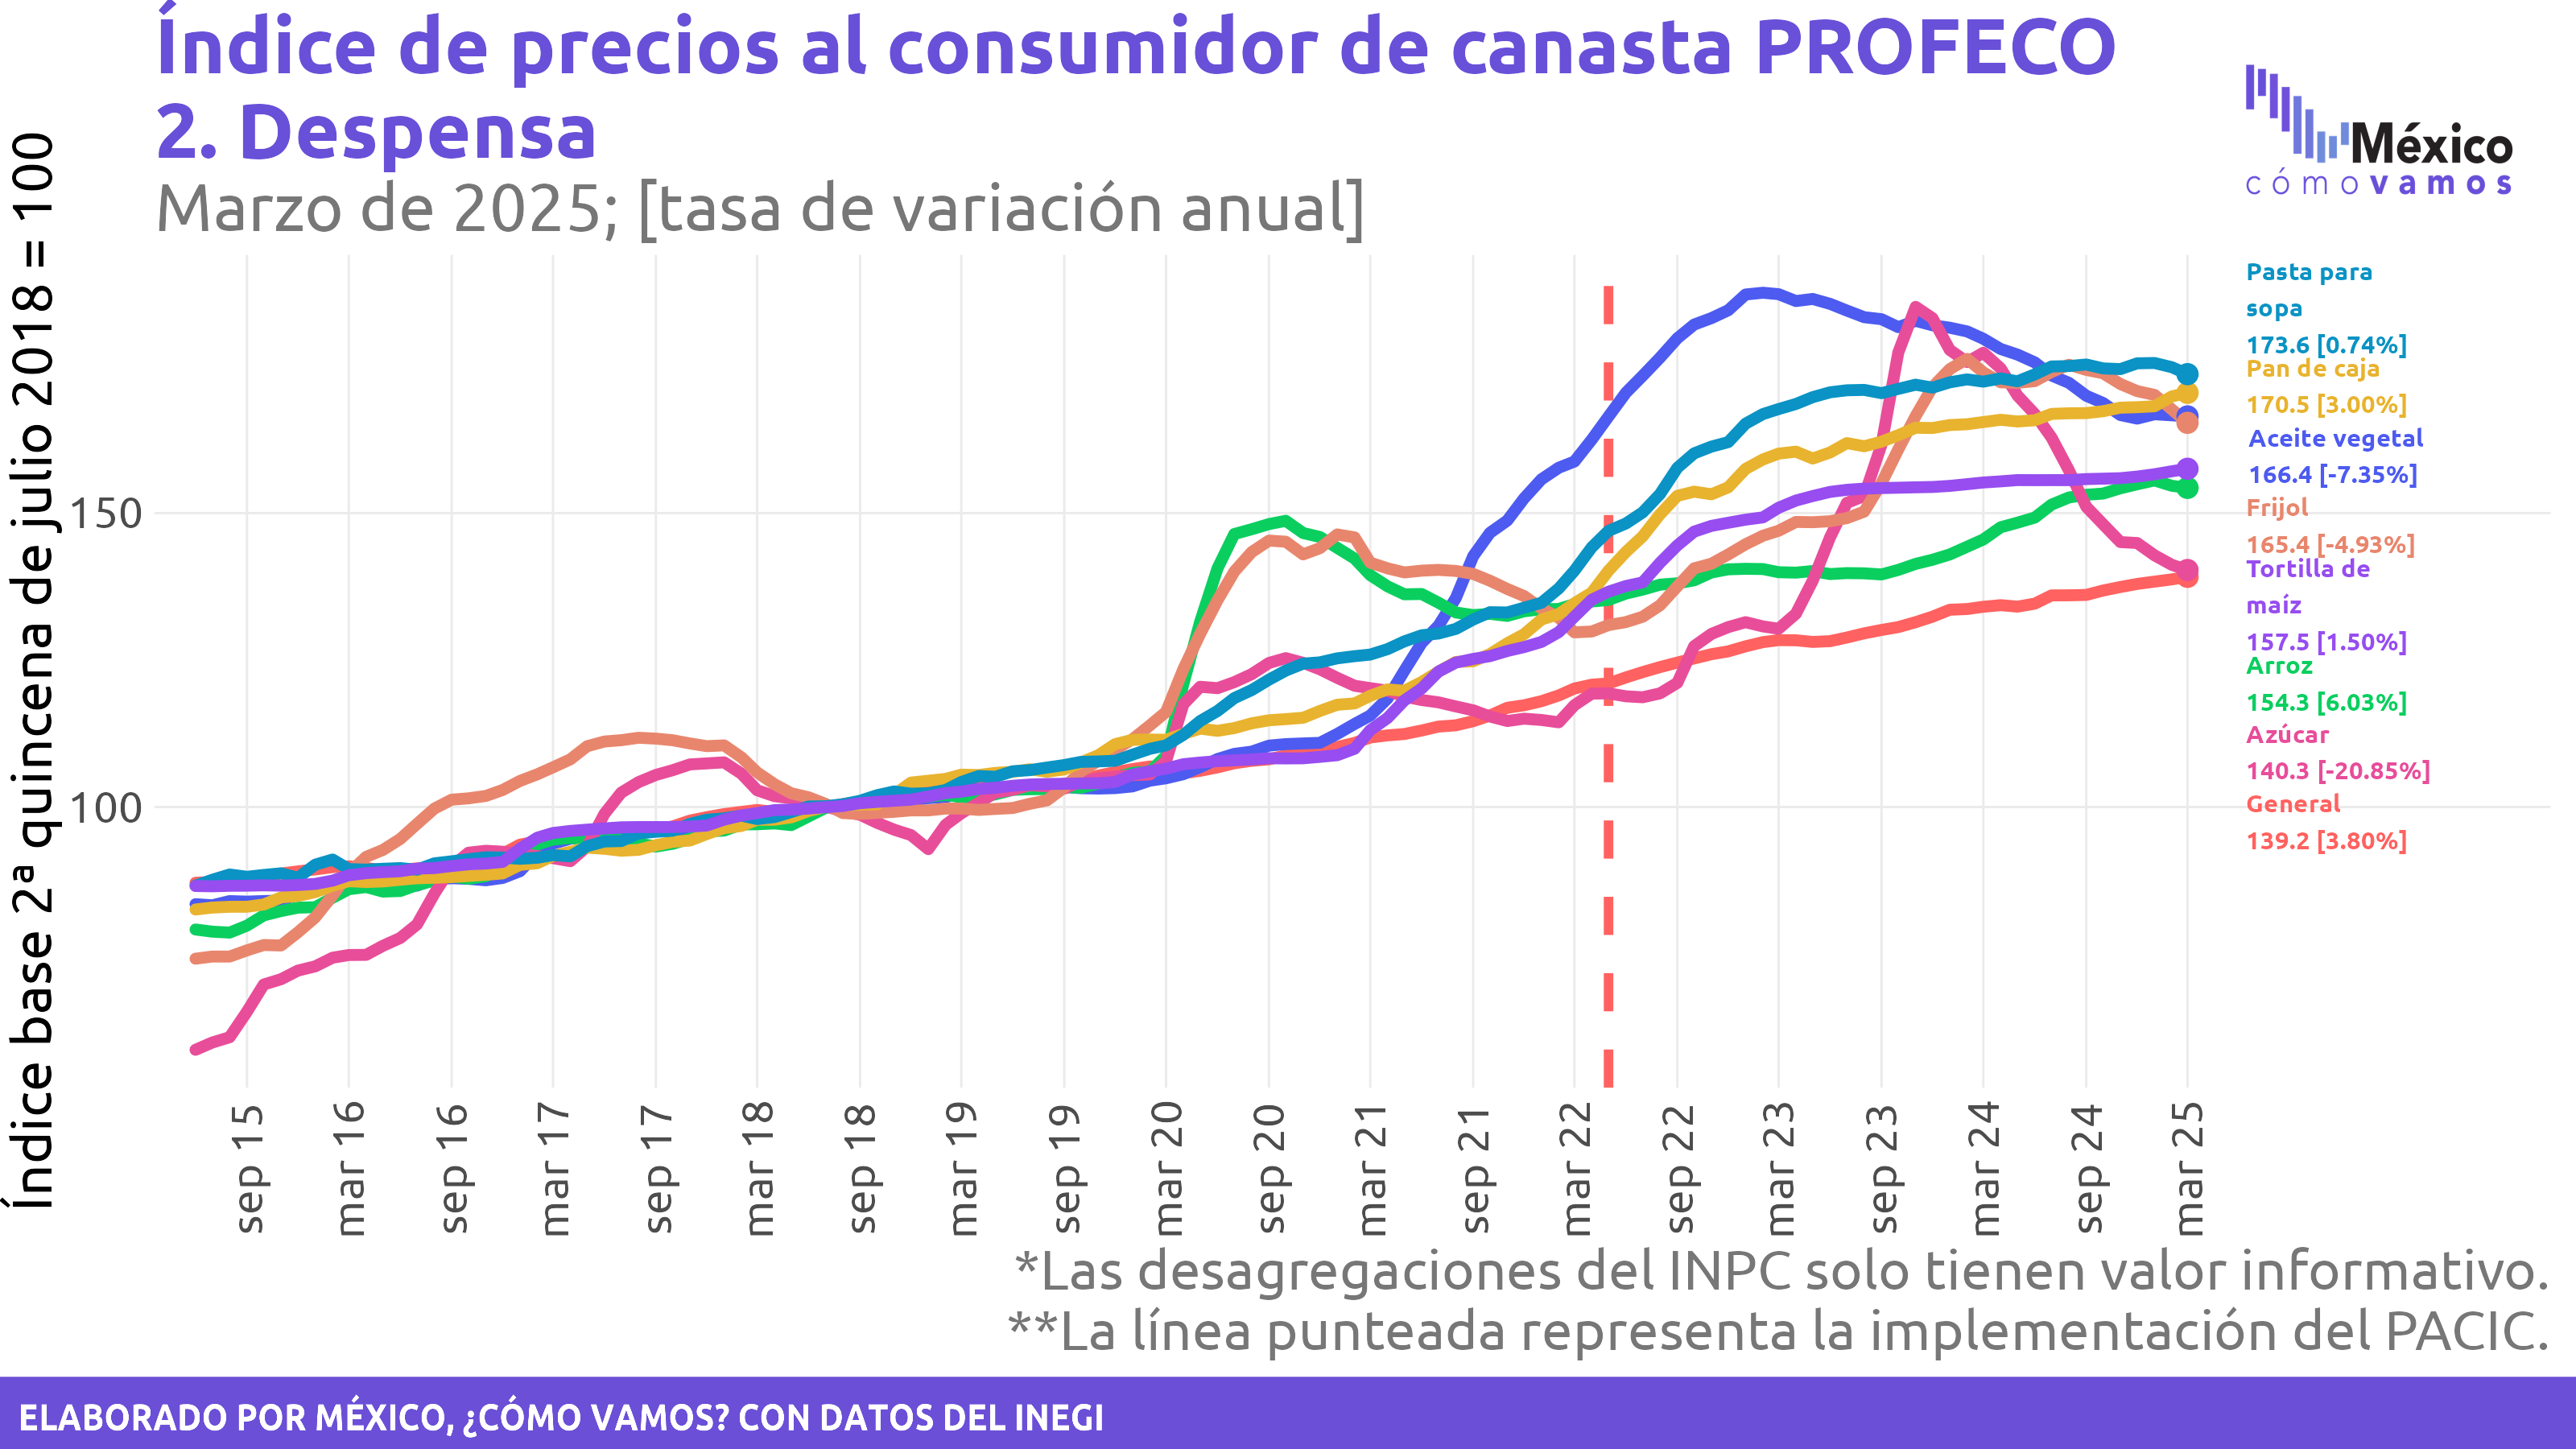 Índice de precios al consumidor de canasta PROFECO
2. Despensa
Marzo de 2025; [tasa de variación anual]
México
cómo vamos
Índice base 2ª quincena de julio 2018 = 100
150
100
Pasta para
sopa
173.6 [0.74%]
Pan de caja
170.5 [3.00%]
Aceite vegetal
166.4 [-7.35%]
Frijol
165.4 [-4.93%]
Tortilla de
maíz
157.5 [1.50%]
Arroz
154.3 [6.03%]
Azúcar
140.3 [-20.85%]
General
139.2 [3.80%]
sep 15
mar 16
sep 16
mar 17
sep 17
mar 18
sep 18
mar 19
sep 19
mar 20
sep 20
mar 21
sep 21
mar 22
sep 22
mar 23
sep 23
mar 24
sep 24
mar 25
*Las desagregaciones del INPC solo tienen valor informativo.
**La línea punteada representa la implementación del PACIC.
ELABORADO POR MÉXICO, ¿CÓMO VAMOS? CON DATOS DEL INEGI